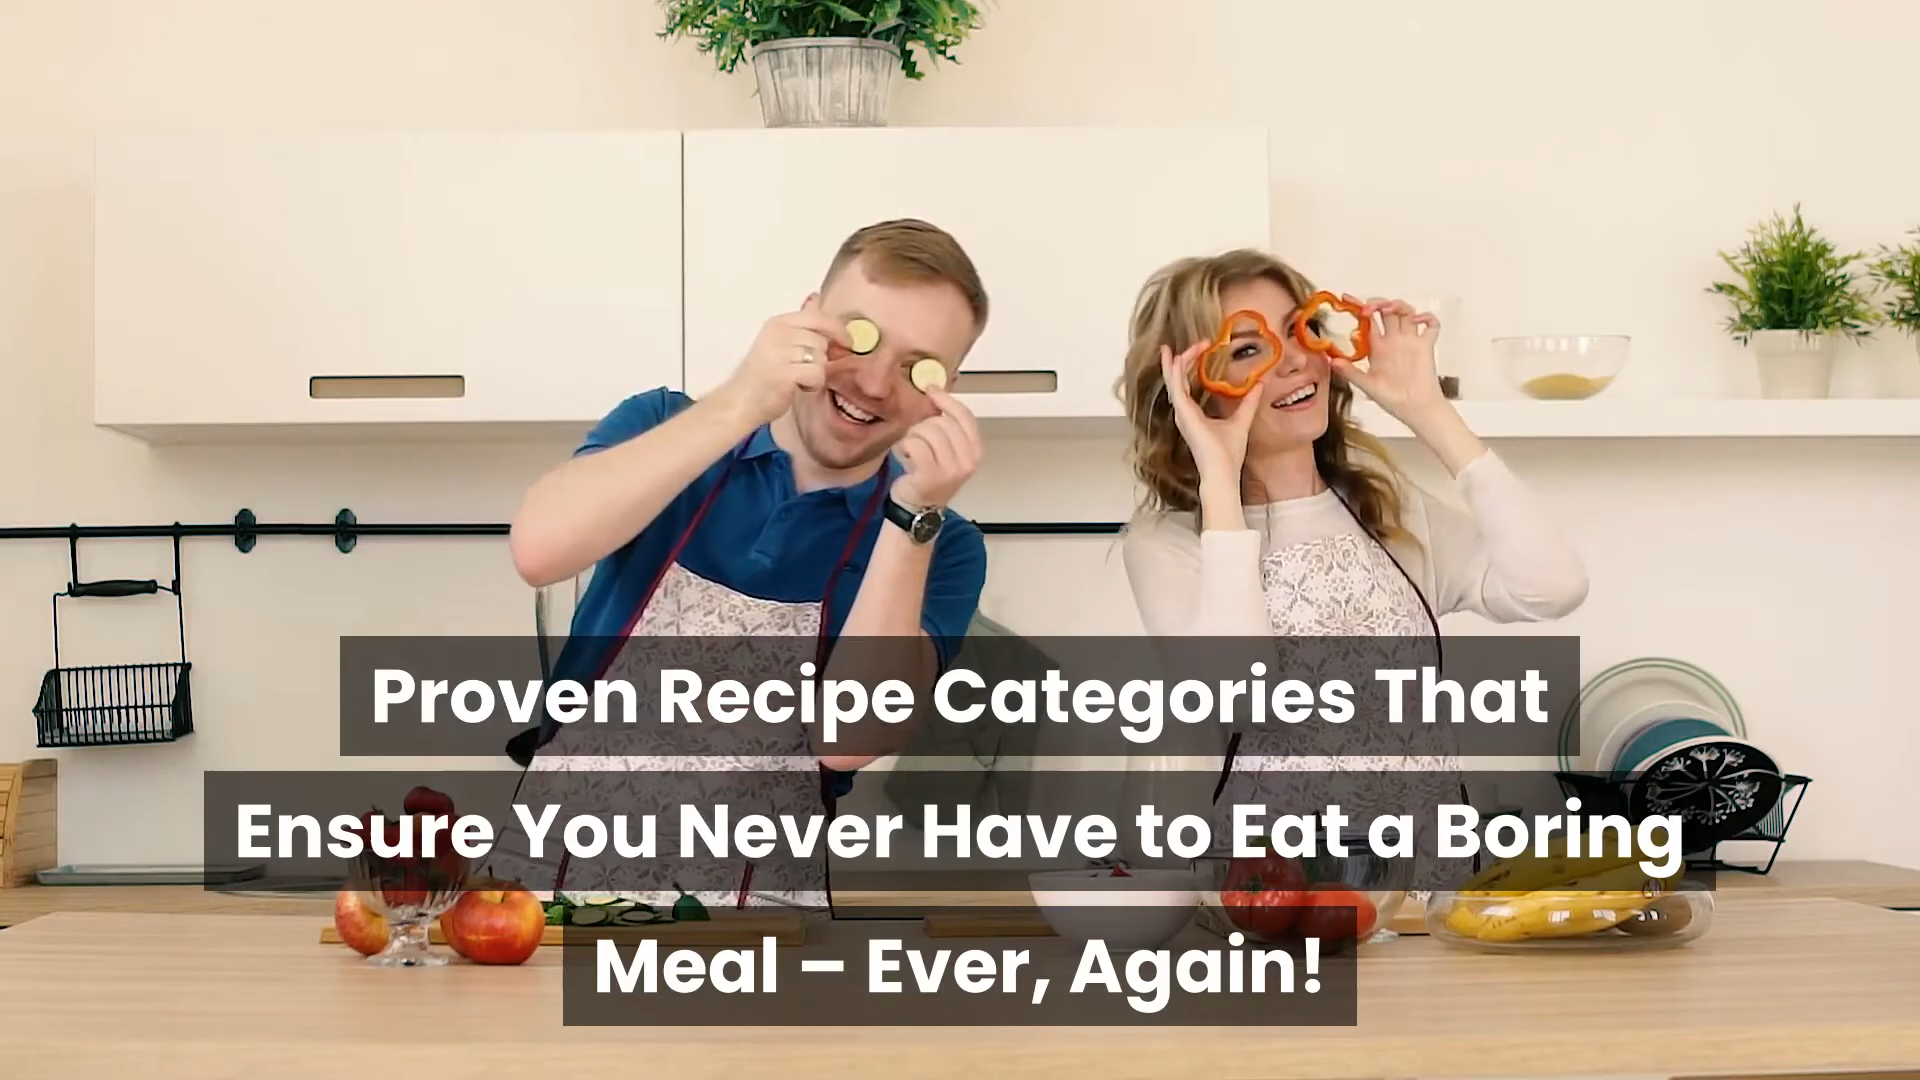 Proven Recipe Categories That
Ensure You Never Have to Eat a Boring
Meal – Ever, Again!